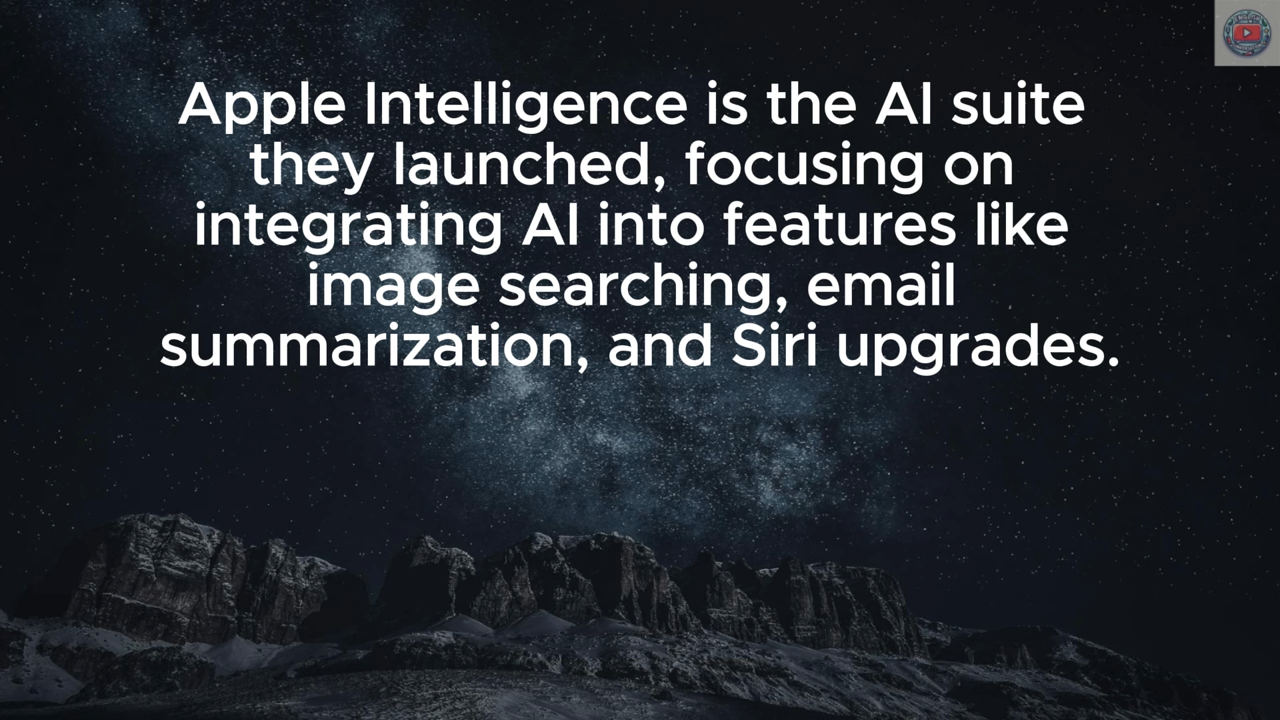 Apple Intelligence is the AI suite
they launched, focusing on
integrating AI into features like
image searching, email
summarization, and Siri upgrades.